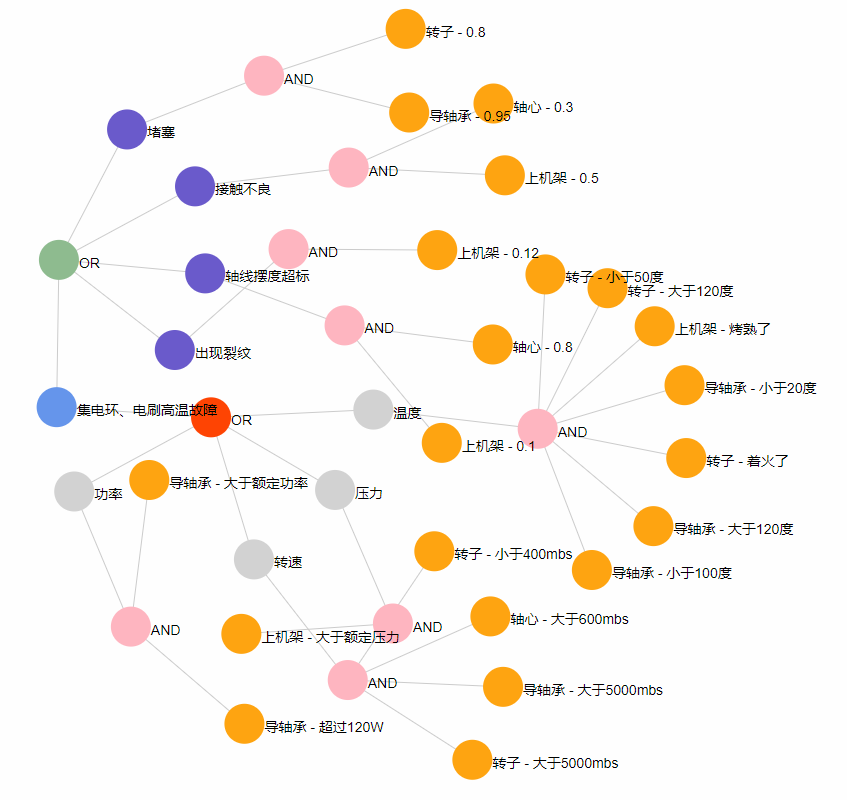 转子 - 0.8
AND
轴心 - 0.3
导轴承 - 0.95
堵塞
AND
上机架 - 0.5
接触不良
AND
上机架 - 0.12
OR
轴线摆度超标
转子 - 小于50度
转子 - 大于120度
AND
上机架 - 烤熟了
轴心 - 0.8
出现裂纹
导轴承 - 小于20度
集电环、电刷高温故障
OR
温度
AND
上机架 - 0.1
转子 - 着火了
导轴承 - 大于额定功率
功率
压力
导轴承 - 大于120度
转子 - 小于400mbs
转速
导轴承 - 小于100度
轴心 - 大于600mbs
AND
AND
上机架 - 大于额定压力
AND
导轴承 - 大于5000mbs
导轴承 - 超过120W
转子 - 大于5000mbs